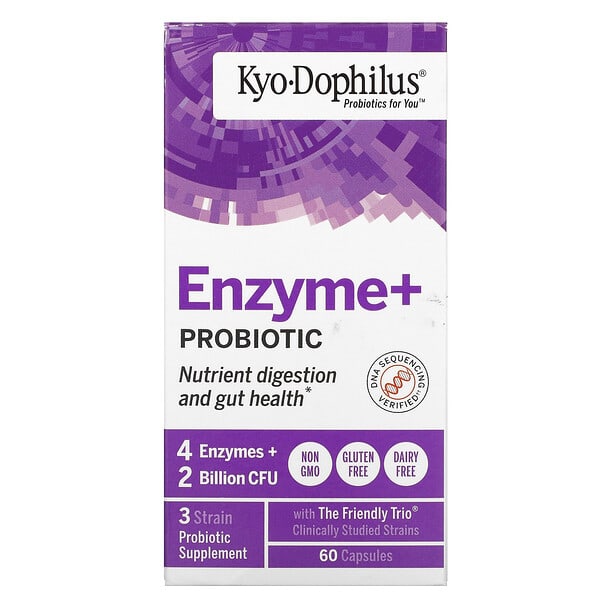 Kyo•Dophilus®
Probiotics for You™
Enzyme+
PROBIOTIC
Nutrient digestion
and gut health*
DNA SEQUENCING
VERIFIED††
4 Enzymes +
2 Billion CFU
NON
GMO
GLUTEN
FREE
DAIRY
FREE
3 Strain
Probiotic
Supplement
with The Friendly Trio®
Clinically Studied Strains
60 Capsules